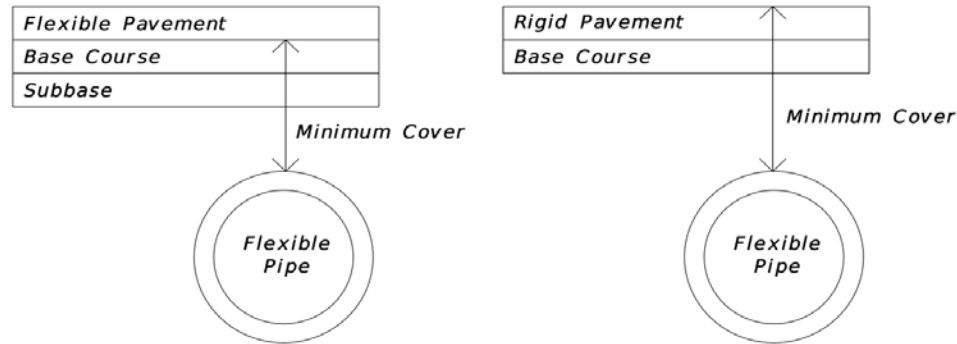 Flexible Pavement
Base Course
Subbase
Minimum Cover
Flexible
Pipe
Rigid Pavement
Base Course
Minimum Cover
Flexible
Pipe